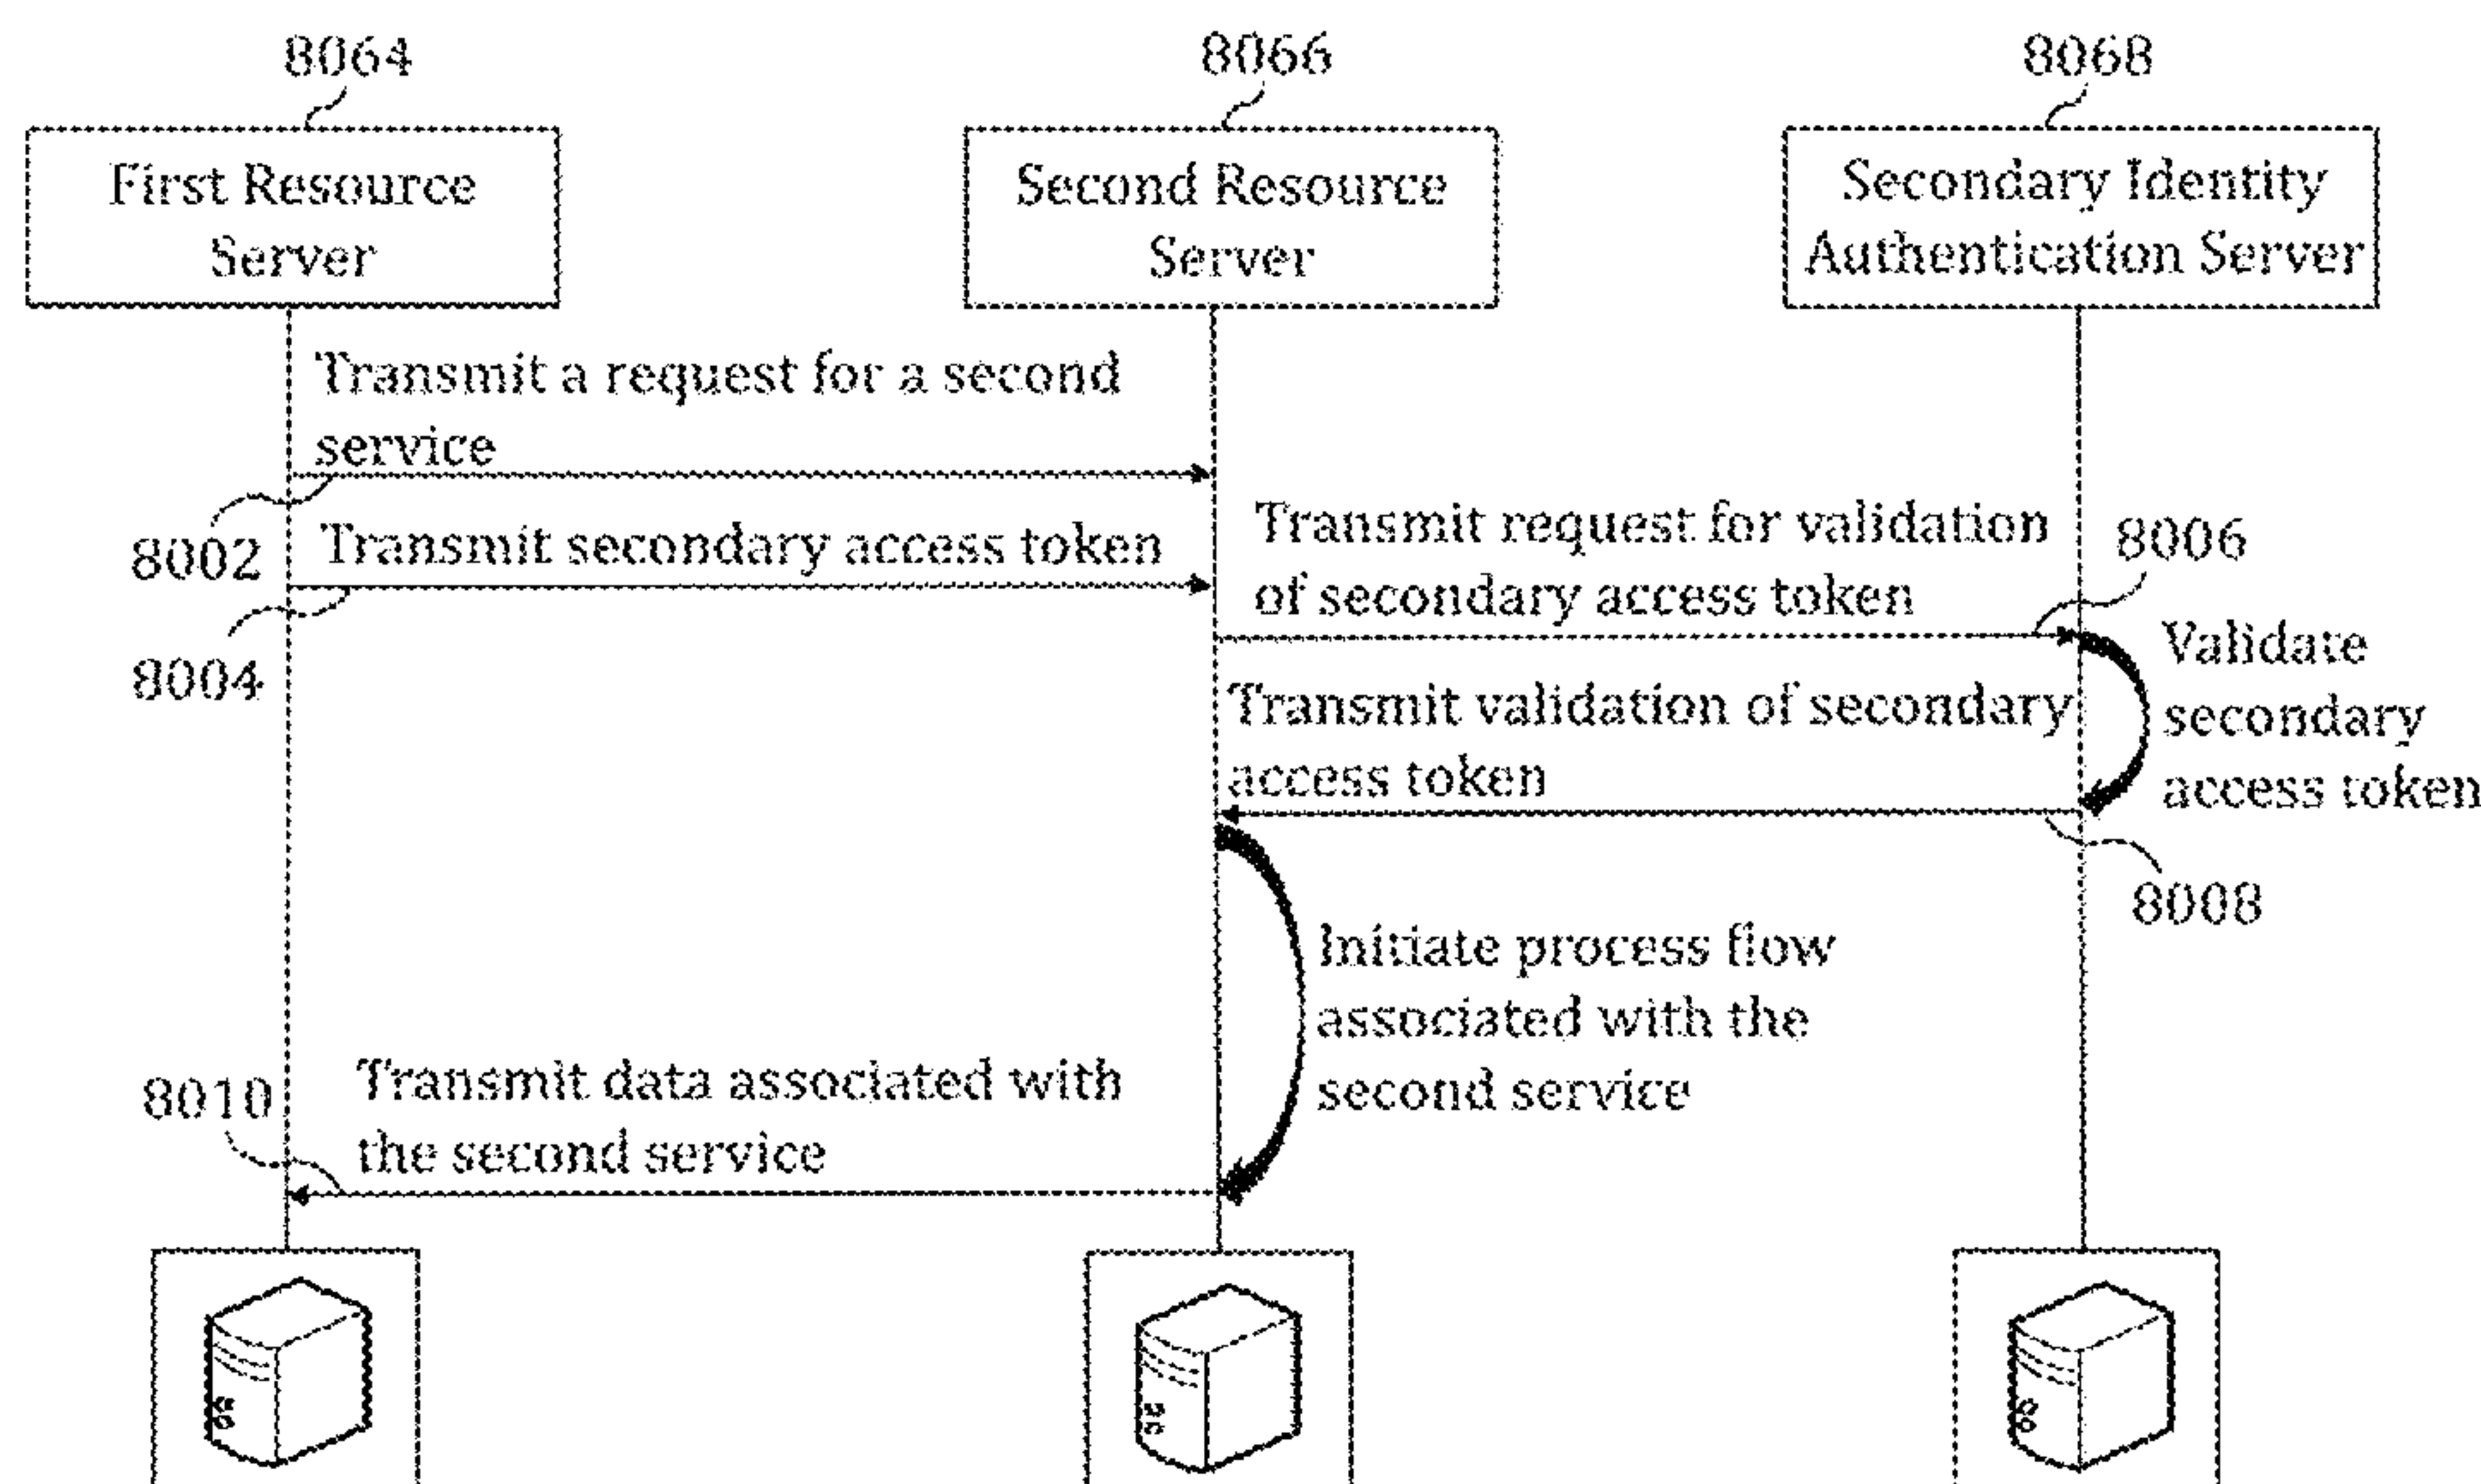 8064
8066
8068
First Resource
Server
Second Resource
Server
Secondary Identity
Authentication Server
Transmit a request for a second
service
8002
Transmit secondary access token
8004
Transmit request for validation
of secondary access token
8006
Validate
secondary
access token
Transmit validation of secondary
access token
8008
Initiate process flow
associated with the
second service
8010
Transmit data associated with
the second service